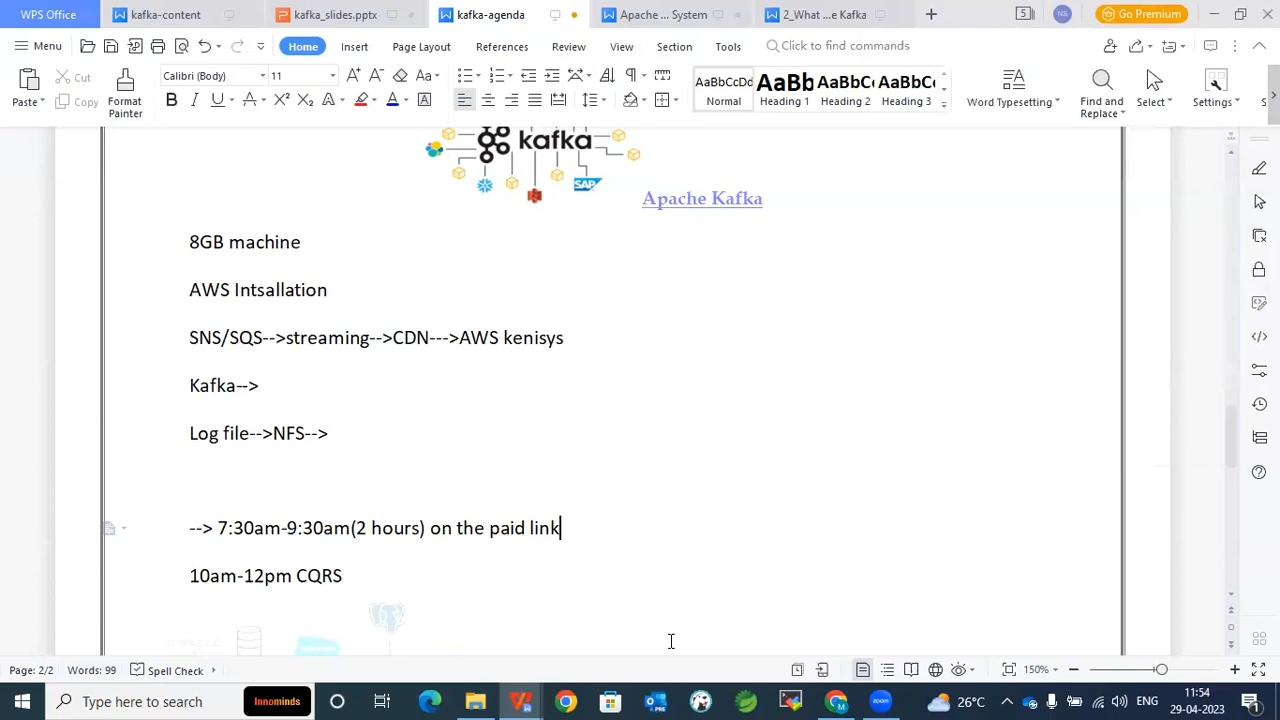 WPS Office
kafka-content
kafka_slides.pptx
kafka-agenda
Apache ... System
2_What ...e Kafka
NS
Go Premium
Menu
Home
Insert
Page Layout
References
Review
View
Section
Tools
Click to find commands
Paste
Cut
Copy
Format Painter
Calibri (Body)
11
AaBbCcDd
Normal
AaBb
Heading 1
AaBbCc
Heading 2
AaBbCc
Heading 3
Word Typesetting
Find and Replace
Select
Settings
kafka
SAP
Apache Kafka
8GB machine
AWS Intsallation
SNS/SQS-->streaming-->CDN--->AWS kenisys
Kafka-->
Log file-->NFS-->
--> 7:30am-9:30am(2 hours) on the paid link
10am-12pm CQRS
Page: 2/2
Words: 99
Spell Check
150%
Type here to search
Innominds
26°C
ENG
11:54
29-04-2023